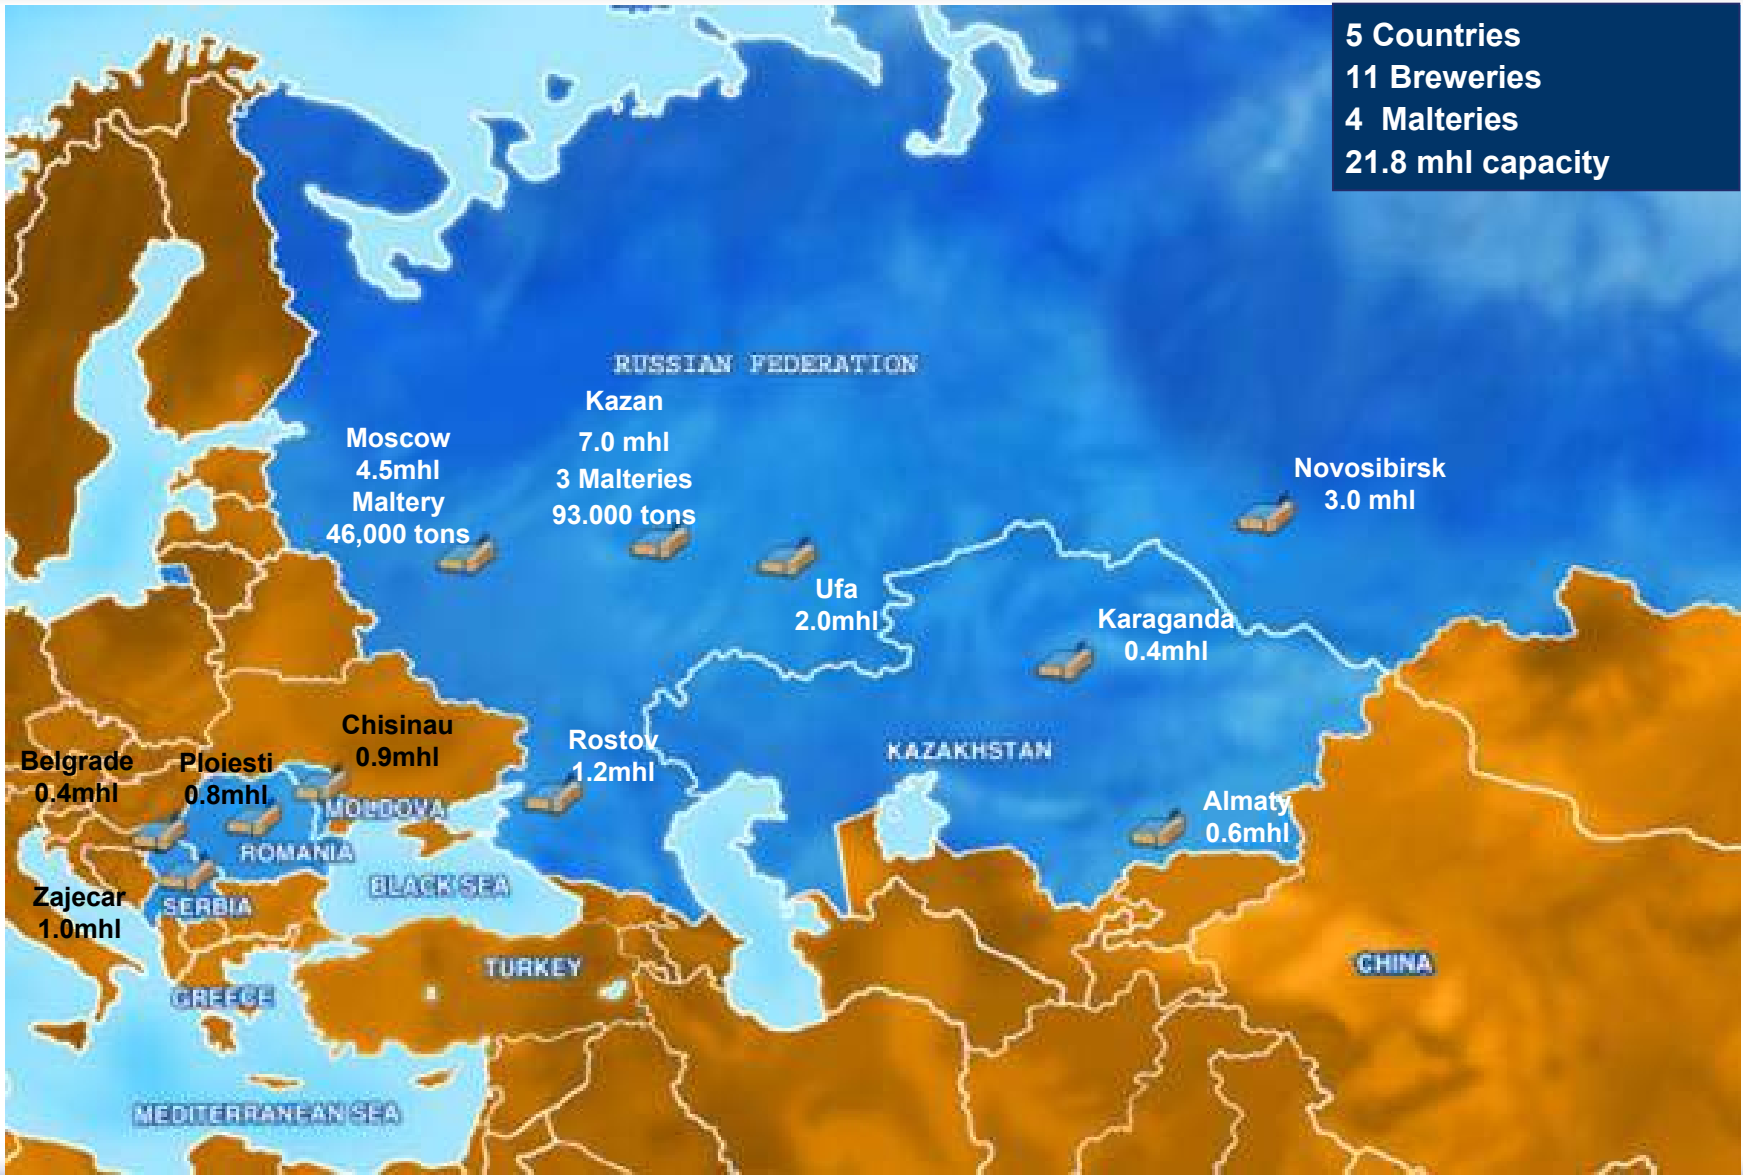 5 Countries
11 Breweries
4 Malteries
21.8 mhl capacity
RUSSIAN FEDERATION
Kazan
7.0 mhl
3 Malteries
93.000 tons
Moscow
4.5mhl
Maltery
46,000 tons
Novosibirsk
3.0 mhl
Ufa
2.0mhl
Karaganda
0.4mhl
Chisinau
0.9mhl
Rostov
1.2mhl
KAZAKHSTAN
Belgrade
0.4mhl
Ploiesti
0.8mhl
MOLDOVA
Almaty
0.6mhl
ROMANIA
BLACK SEA
Zajecar
1.0mhl
SERBIA
TURKEY
CHINA
GREECE
MEDITERRANEAN SEA